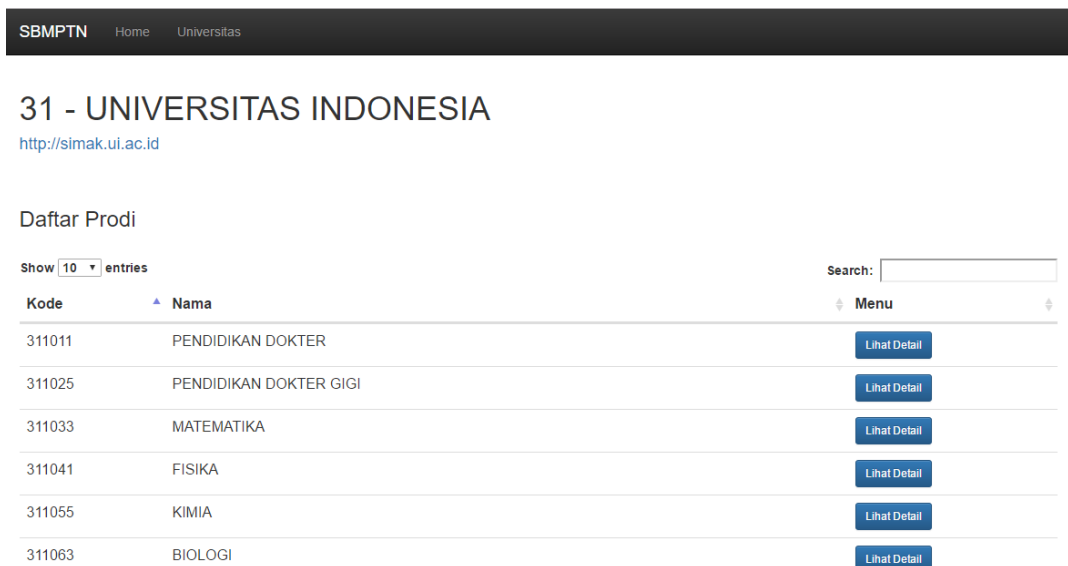 SBMPTN Home Universitas
31 - UNIVERSITAS INDONESIA
http://simak.ui.ac.id
Daftar Prodi
Show 10 entries Search:
Kode Nama Menu
311011 PENDIDIKAN DOKTER Lihat Detail
311025 PENDIDIKAN DOKTER GIGI Lihat Detail
311033 MATEMATIKA Lihat Detail
311041 FISIKA Lihat Detail
311055 KIMIA Lihat Detail
311063 BIOLOGI Lihat Detail